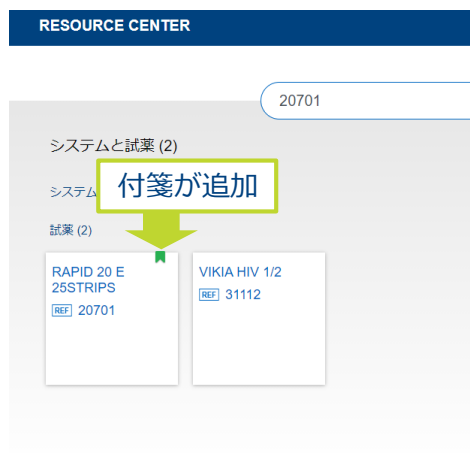 RESOURCE CENTER
20701
システムと試薬 (2)
システム
付箋が追加
試薬 (2)
RAPID 20 E
25STRIPS
REF 20701
VIKIA HIV 1/2
REF 31112